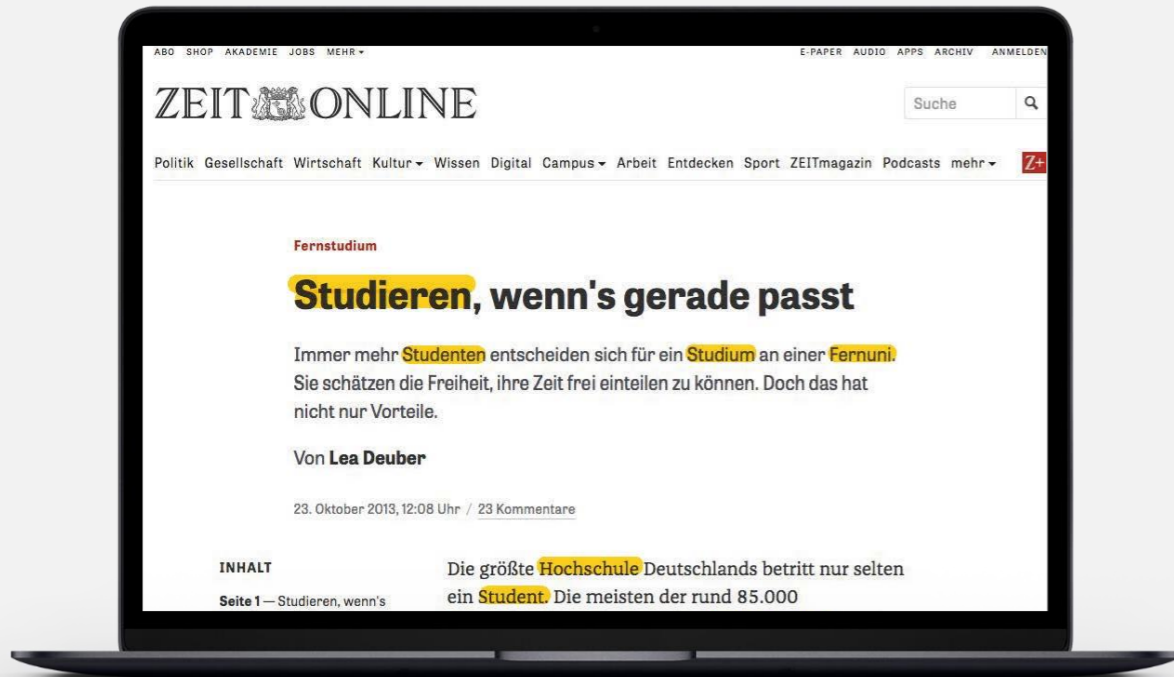 ABO SHOP AKADEMIE JOBS MEHR
E-PAPER AUDIO APPS ARCHIV ANMELDEN
ZEIT ONLINE
Suche
Politik Gesellschaft Wirtschaft Kultur Wissen Digital Campus Arbeit Entdecken Sport ZEITmagazin Podcasts mehr Z+
Fernstudium
Studieren, wenn's gerade passt
Immer mehr Studenten entscheiden sich für ein Studium an einer Fernuni.
Sie schätzen die Freiheit, ihre Zeit frei einteilen zu können. Doch das hat
nicht nur Vorteile.
Von Lea Deuber
23. Oktober 2013, 12:08 Uhr / 23 Kommentare
INHALT
Seite 1 — Studieren, wenn's
Die größte Hochschule Deutschlands betritt nur selten
ein Student. Die meisten der rund 85.000